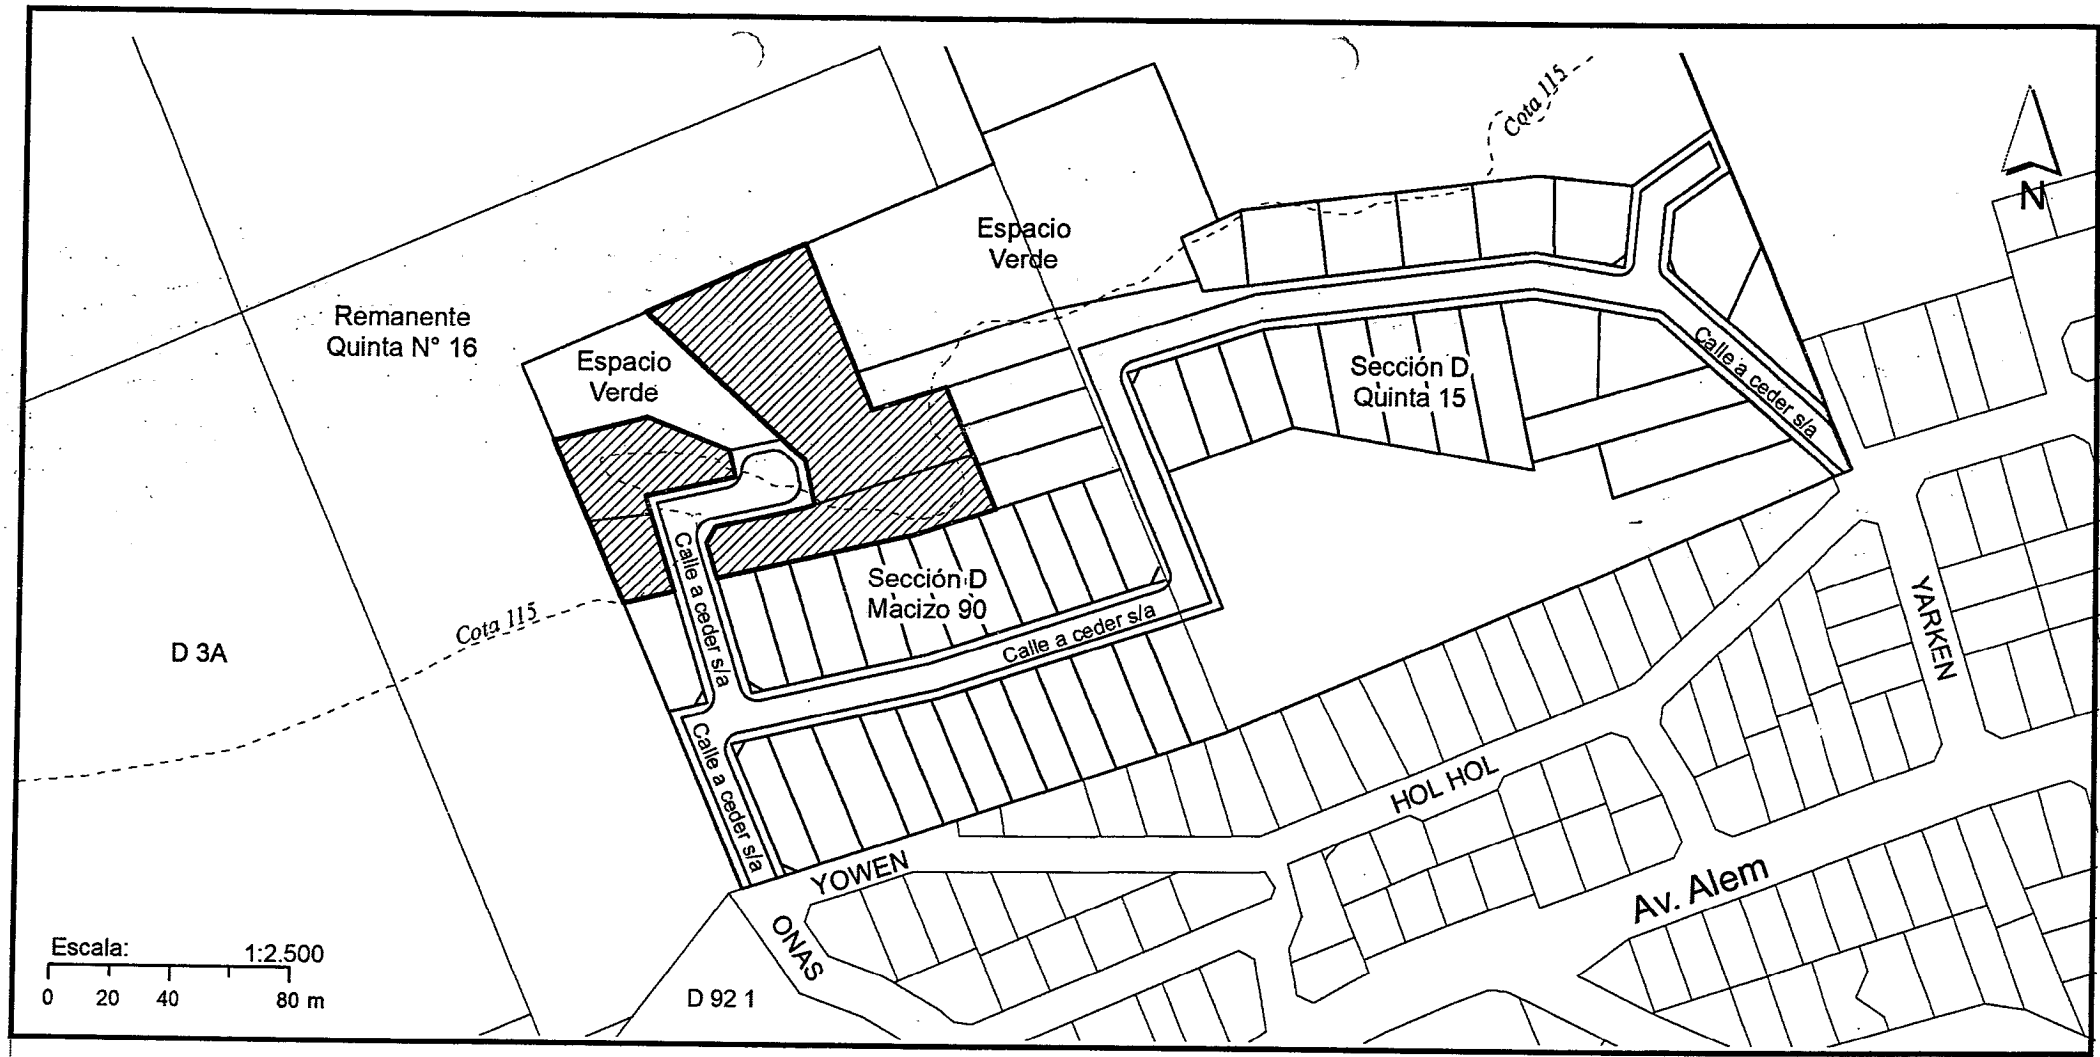 Cota 115
N
Espacio
Verde
Remanente
Quinta N° 16
Espacio
Verde
Sección D
Quinta 15
Calle a ceder s/a
Calle a ceder s/a
Sección D
Macizo 90
Cota 115
Calle a ceder s/a
D 3A
YARKEN
Calle a ceder s/a
HOL HOL
YOWEN
Av. Alem
ONAS
Escala: 1:2.500
0 20 40 80 m
D 92 1